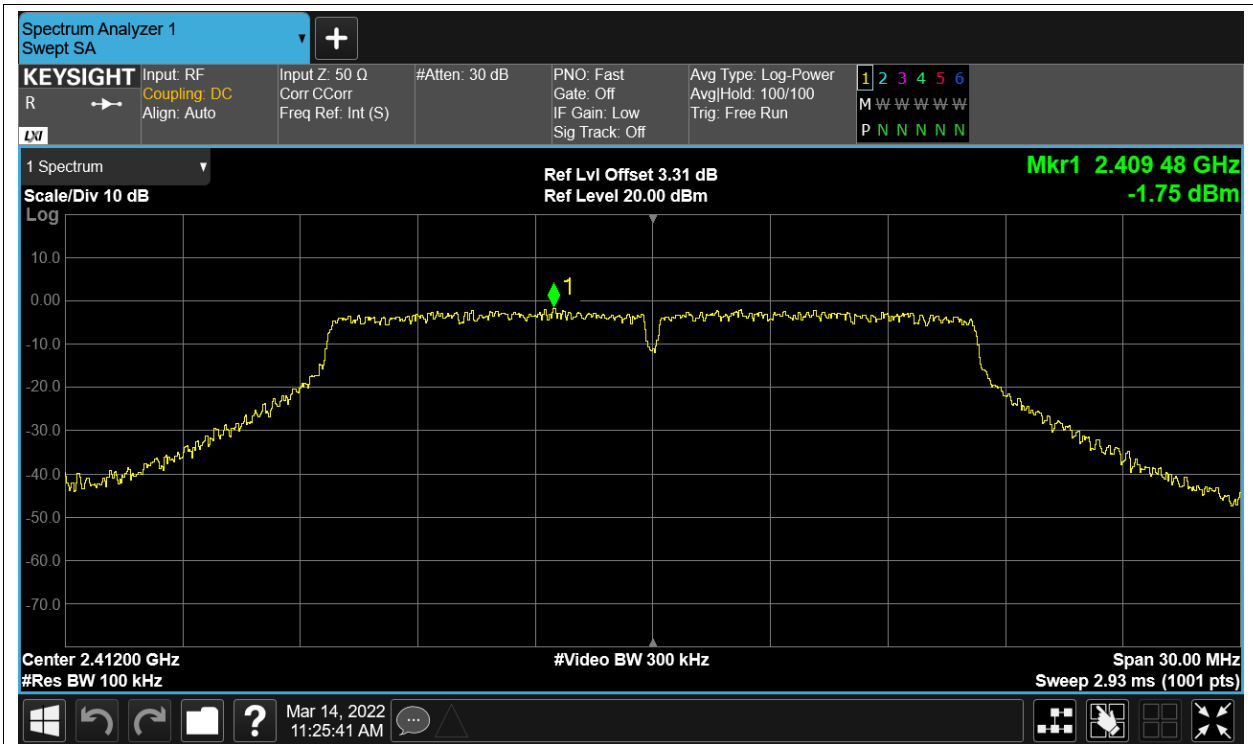 Spectrum Analyzer 1
Swept SA
KEYSIGHT
R
LXI
Input: RF
Coupling: DC
Align: Auto
Input Z: 50 Ω
Corr CCorr
Freq Ref: Int (S)
#Atten: 30 dB
PNO: Fast
Gate: Off
IF Gain: Low
Sig Track: Off
Avg Type: Log-Power
Avg|Hold: 100/100
Trig: Free Run
1 2 3 4 5 6
M W W W W W
P N N N N N
1 Spectrum
Scale/Div 10 dB
Log
Ref Lvl Offset 3.31 dB
Ref Level 20.00 dBm
Mkr1 2.409 48 GHz
-1.75 dBm
1
10.0
0.00
-10.0
-20.0
-30.0
-40.0
-50.0
-60.0
-70.0
Center 2.41200 GHz
#Res BW 100 kHz
#Video BW 300 kHz
Span 30.00 MHz
Sweep 2.93 ms (1001 pts)
?
Mar 14, 2022
11:25:41 AM